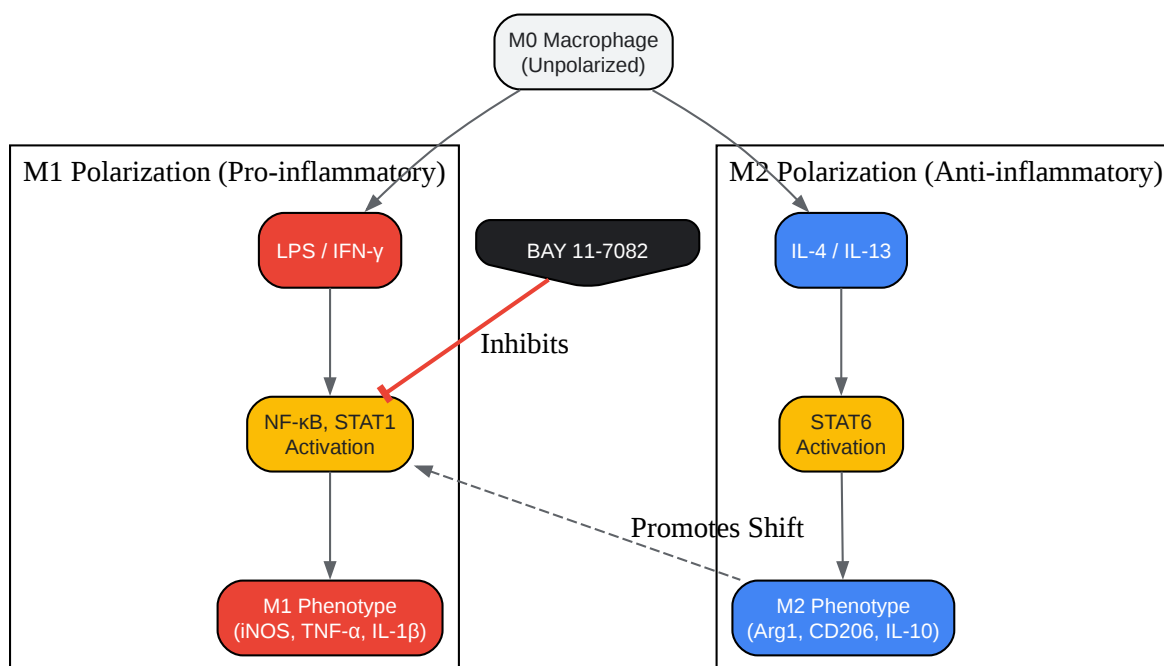 M0 Macrophage
(Unpolarized)
M1 Polarization (Pro-inflammatory)
M2 Polarization (Anti-inflammatory)
LPS / IFN-γ
BAY 11-7082
IL-4 / IL-13
Inhibits
NF-κB, STAT1
Activation
STAT6
Activation
Promotes Shift
M1 Phenotype
(iNOS, TNF-α, IL-1β)
M2 Phenotype
(Arg1, CD206, IL-10)